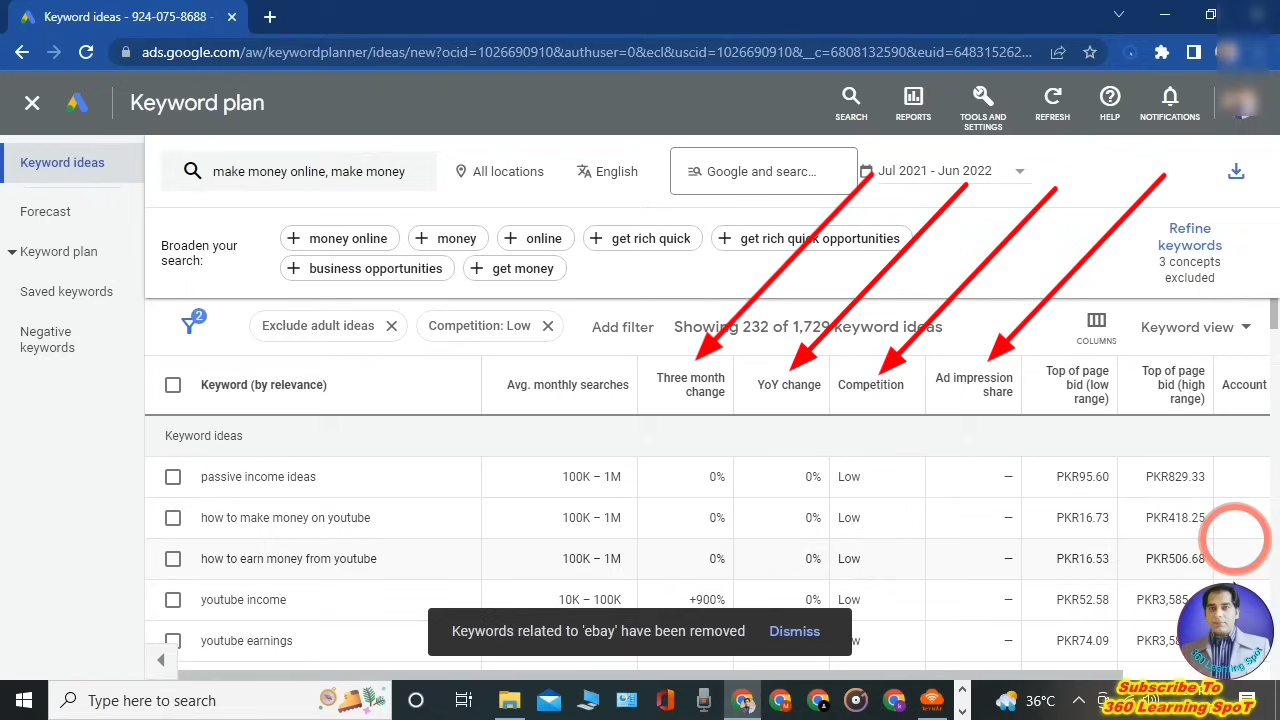 Keyword ideas - 924-075-8688 -
ads.google.com/aw/keywordplanner/ideas/new?ocid=10266909​10&authuser=0&ecl&uscid=1026690910&__c=6808132590&euid=648315262...
Keyword plan
SEARCH
REPORTS
TOOLS AND
SETTINGS
REFRESH
HELP
NOTIFICATIONS
Keyword ideas
Forecast
Keyword plan
Saved keywords
Negative
keywords
make money online, make money
All locations
English
Google and searc...
Jul 2021 - Jun 2022
Broaden your
search:
money online
money
online
get rich quick
get rich quick opportunities
business opportunities
get money
Refine
keywords
3 concepts
excluded
2
Exclude adult ideas
Competition: Low
Add filter
Showing 232 of 1,729 keyword ideas
COLUMNS
Keyword view
Keyword (by relevance)
Avg. monthly searches
Three month
change
YoY change
Competition
Ad impression
share
Top of page
bid (low
range)
Top of page
bid (high
range)
Account
Keyword ideas
passive income ideas 100K – 1M 0% 0% Low — PKR95.60 PKR829.33
how to make money on youtube 100K – 1M 0% 0% Low — PKR16.73 PKR418.25
how to earn money from youtube 100K – 1M 0% 0% Low — PKR16.53 PKR506.68
youtube income 10K – 100K +900% 0% Low — PKR52.58 PKR3,585
youtube earnings — PKR74.09
Keywords related to 'ebay' have been removed Dismiss
360 Learning Spot
Type here to search
36°C
Subscribe To
360 Learning SpoT